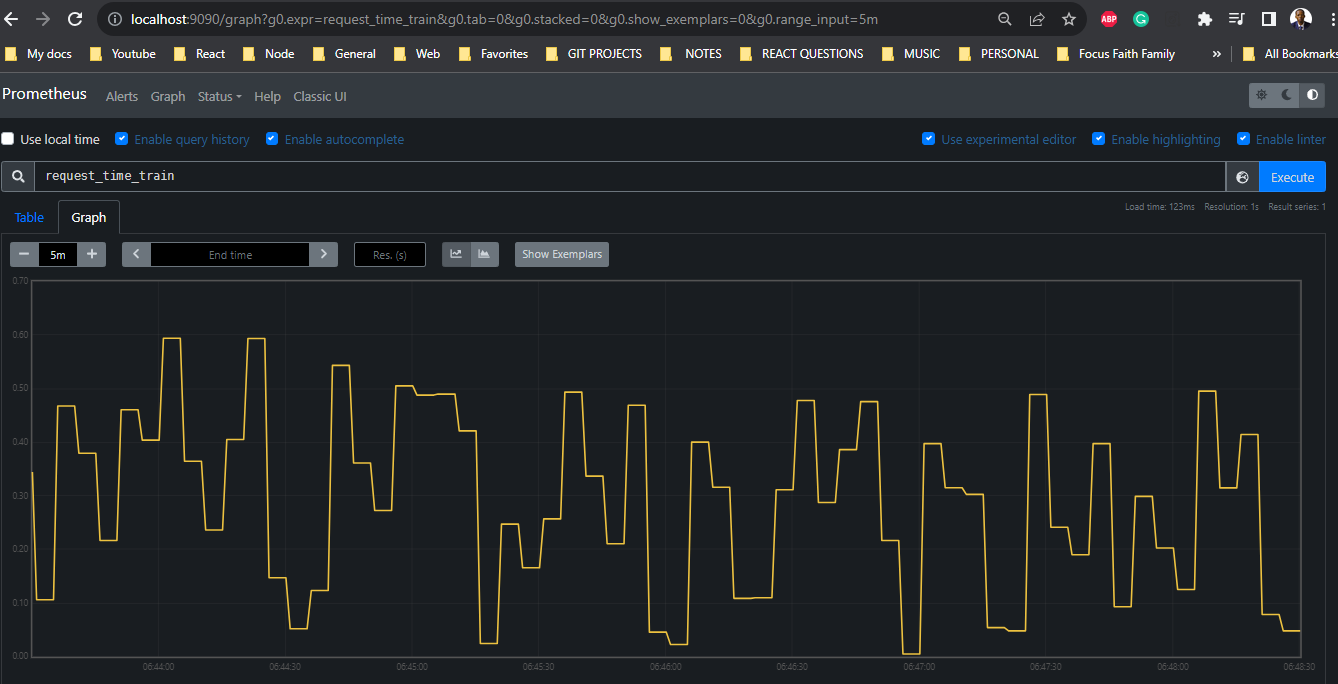 localhost:9090/graph?g0.expr=request_time_train&g0.tab=0&g0.stacked=0&g0.show_exemplars=0&g0.range_input=5m ABP G
My docs Youtube React Node General Web Favorites GIT PROJECTS NOTES REACT QUESTIONS MUSIC PERSONAL Focus Faith Family » All Bookmarks
Prometheus Alerts Graph Status Help Classic UI
Use local time Enable query history Enable autocomplete Use experimental editor Enable highlighting Enable linter
request_time_train Execute
Load time: 123ms Resolution: 1s Result series: 1
Table Graph
− 5m + End time Res. (s) Show Exemplars
0.70
0.60
0.50
0.40
0.30
0.20
0.10
0.00
06:44:00 06:44:30 06:45:00 06:45:30 06:46:00 06:46:30 06:47:00 06:47:30 06:48:00 06:48:30